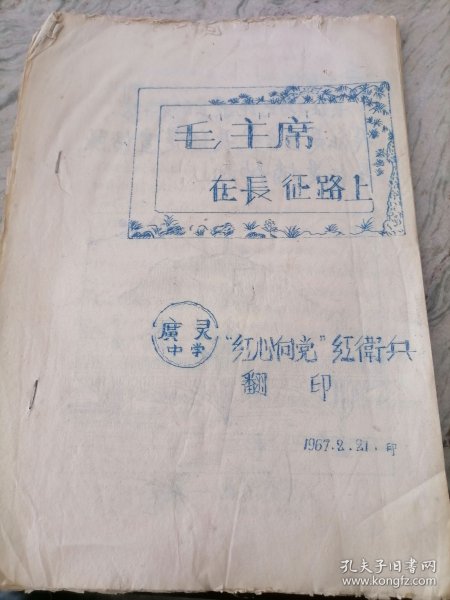 毛主席
在長征路上
廣灵
中学
“红心向党”红衛兵
翻印
1967.2.21.印
孔夫子旧书网
www.kongfz.com